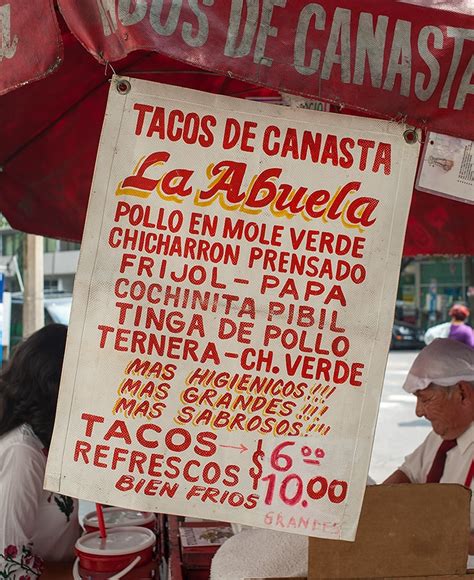 OS DE CANASTA
TACOS DE CANASTA
La Abuela
POLLO EN MOLE VERDE
CHICHARRON PRENSADO
FRIJOL - PAPA
COCHINITA PIBIL
TINGA DE POLLO
TERNERA - CH. VERDE
MAS HIGIENICOS!!!
MAS GRANDES!!!
MAS SABROSOS!!!
TACOS → $ 6.00
REFRESCOS $ 10.00
BIEN FRIOS GRANDES